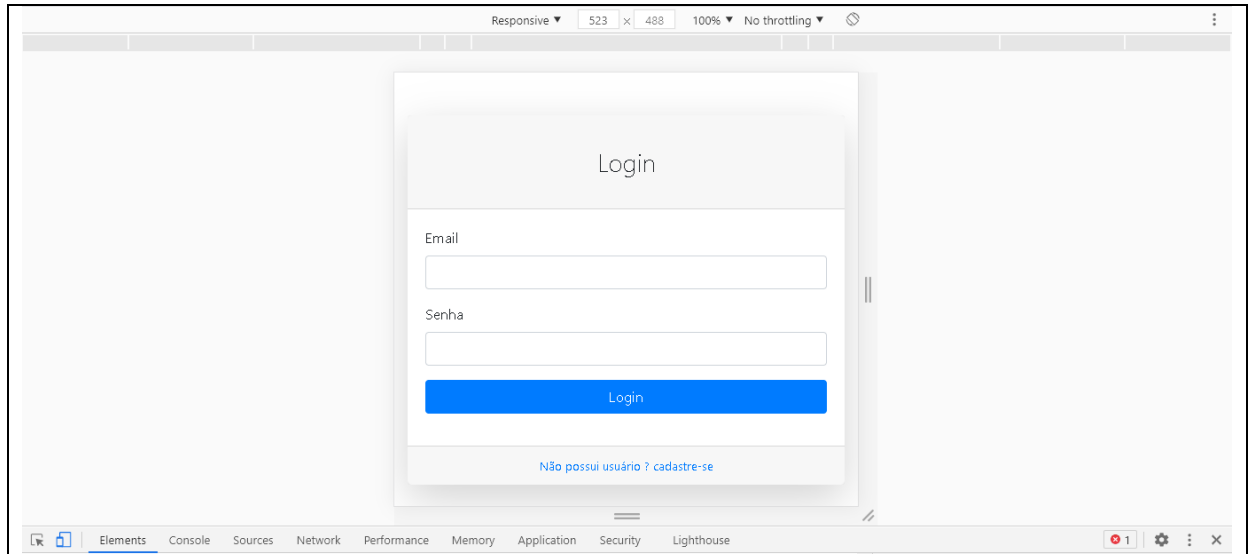 Responsive ▼ 523 × 488 100% ▼ No throttling ▼
Login
Email
Senha
Login
Não possui usuário ? cadastre-se
Elements Console Sources Network Performance Memory Application Security Lighthouse 1